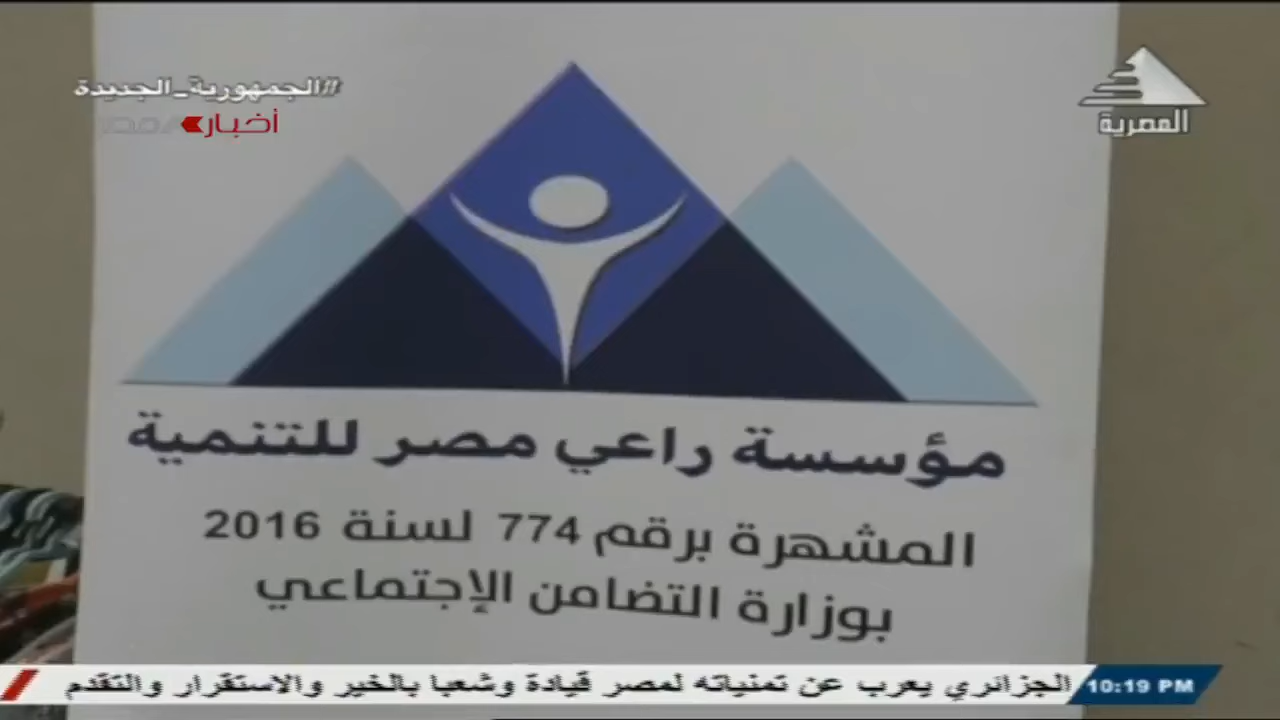 #الجمهورية_الجديدة
أخبار مصر
المصرية
مؤسسة راعي مصر للتنمية
المشهرة برقم 774 لسنة 2016
بوزارة التضامن الإجتماعي
الجزائري يعرب عن تمنياته لمصر قيادة وشعبا بالخير والاستقرار والتقدم
10:19 PM